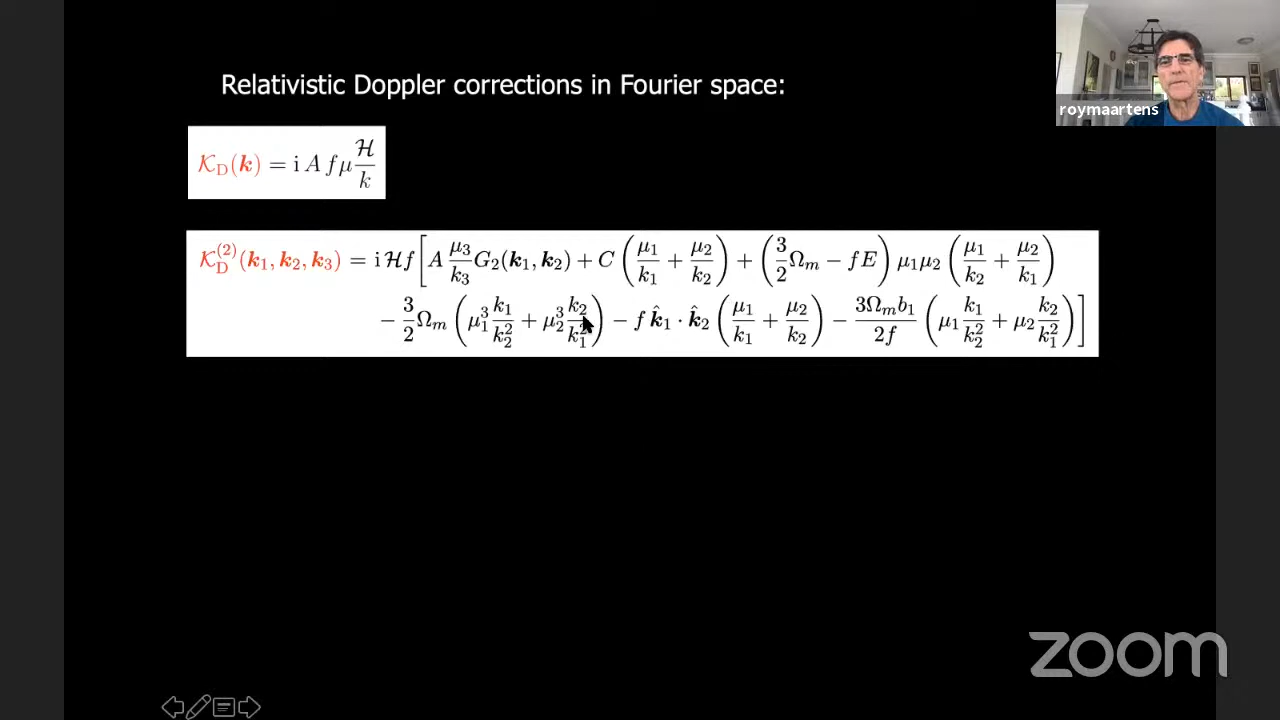 Relativistic Doppler corrections in Fourier space:
roymaartens
𝒦_D(𝒌) = i A f μ ℋ/k
𝒦_D^(2)(𝒌₁, 𝒌₂, 𝒌₃) = i ℋf [ A μ₃/k₃ G₂(𝒌₁, 𝒌₂) + C ( μ₁/k₁ + μ₂/k₂ ) + ( 3/2 Ω_m − f E ) μ₁μ₂ ( μ₁/k₂ + μ₂/k₁ )
− 3/2 Ω_m ( μ₁³ k₁/k₂² + μ₂³ k₂/k₁² ) − f 𝒌̂₁ · 𝒌̂₂ ( μ₁/k₁ + μ₂/k₂ ) − 3Ω_m b₁/2f ( μ₁ k₁/k₂² + μ₂ k₂/k₁² ) ]
zoom